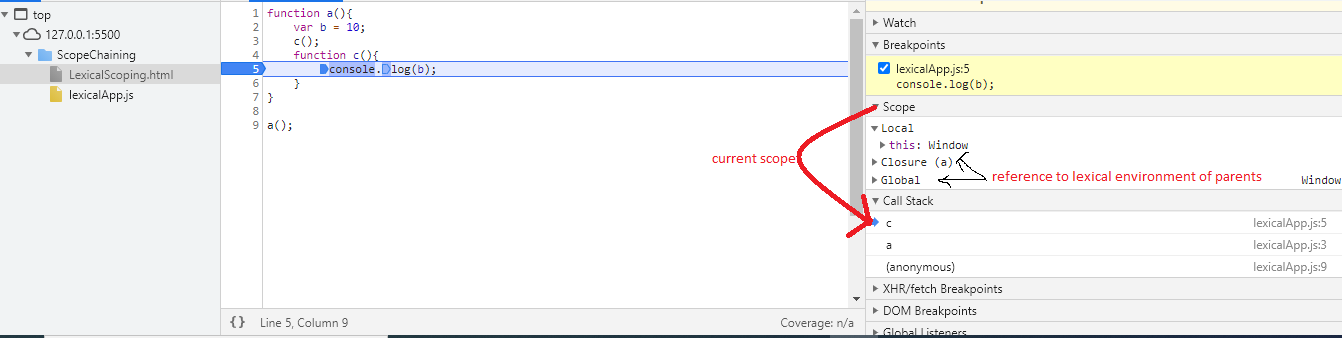 top
127.0.0.1:5500
ScopeChaining
LexicalScoping.html
lexicalApp.js
1 function a(){
2 var b = 10;
3 c();
4 function c(){
5 console.log(b);
6 }
7 }
8
9 a();
{ } Line 5, Column 9 Coverage: n/a
Watch
Breakpoints
lexicalApp.js:5
console.log(b);
Scope
Local
this: Window
Closure (a)
Global Window
current scope
reference to lexical environment of parents
Call Stack
c lexicalApp.js:5
a lexicalApp.js:3
(anonymous) lexicalApp.js:9
XHR/fetch Breakpoints
DOM Breakpoints
Global Listeners